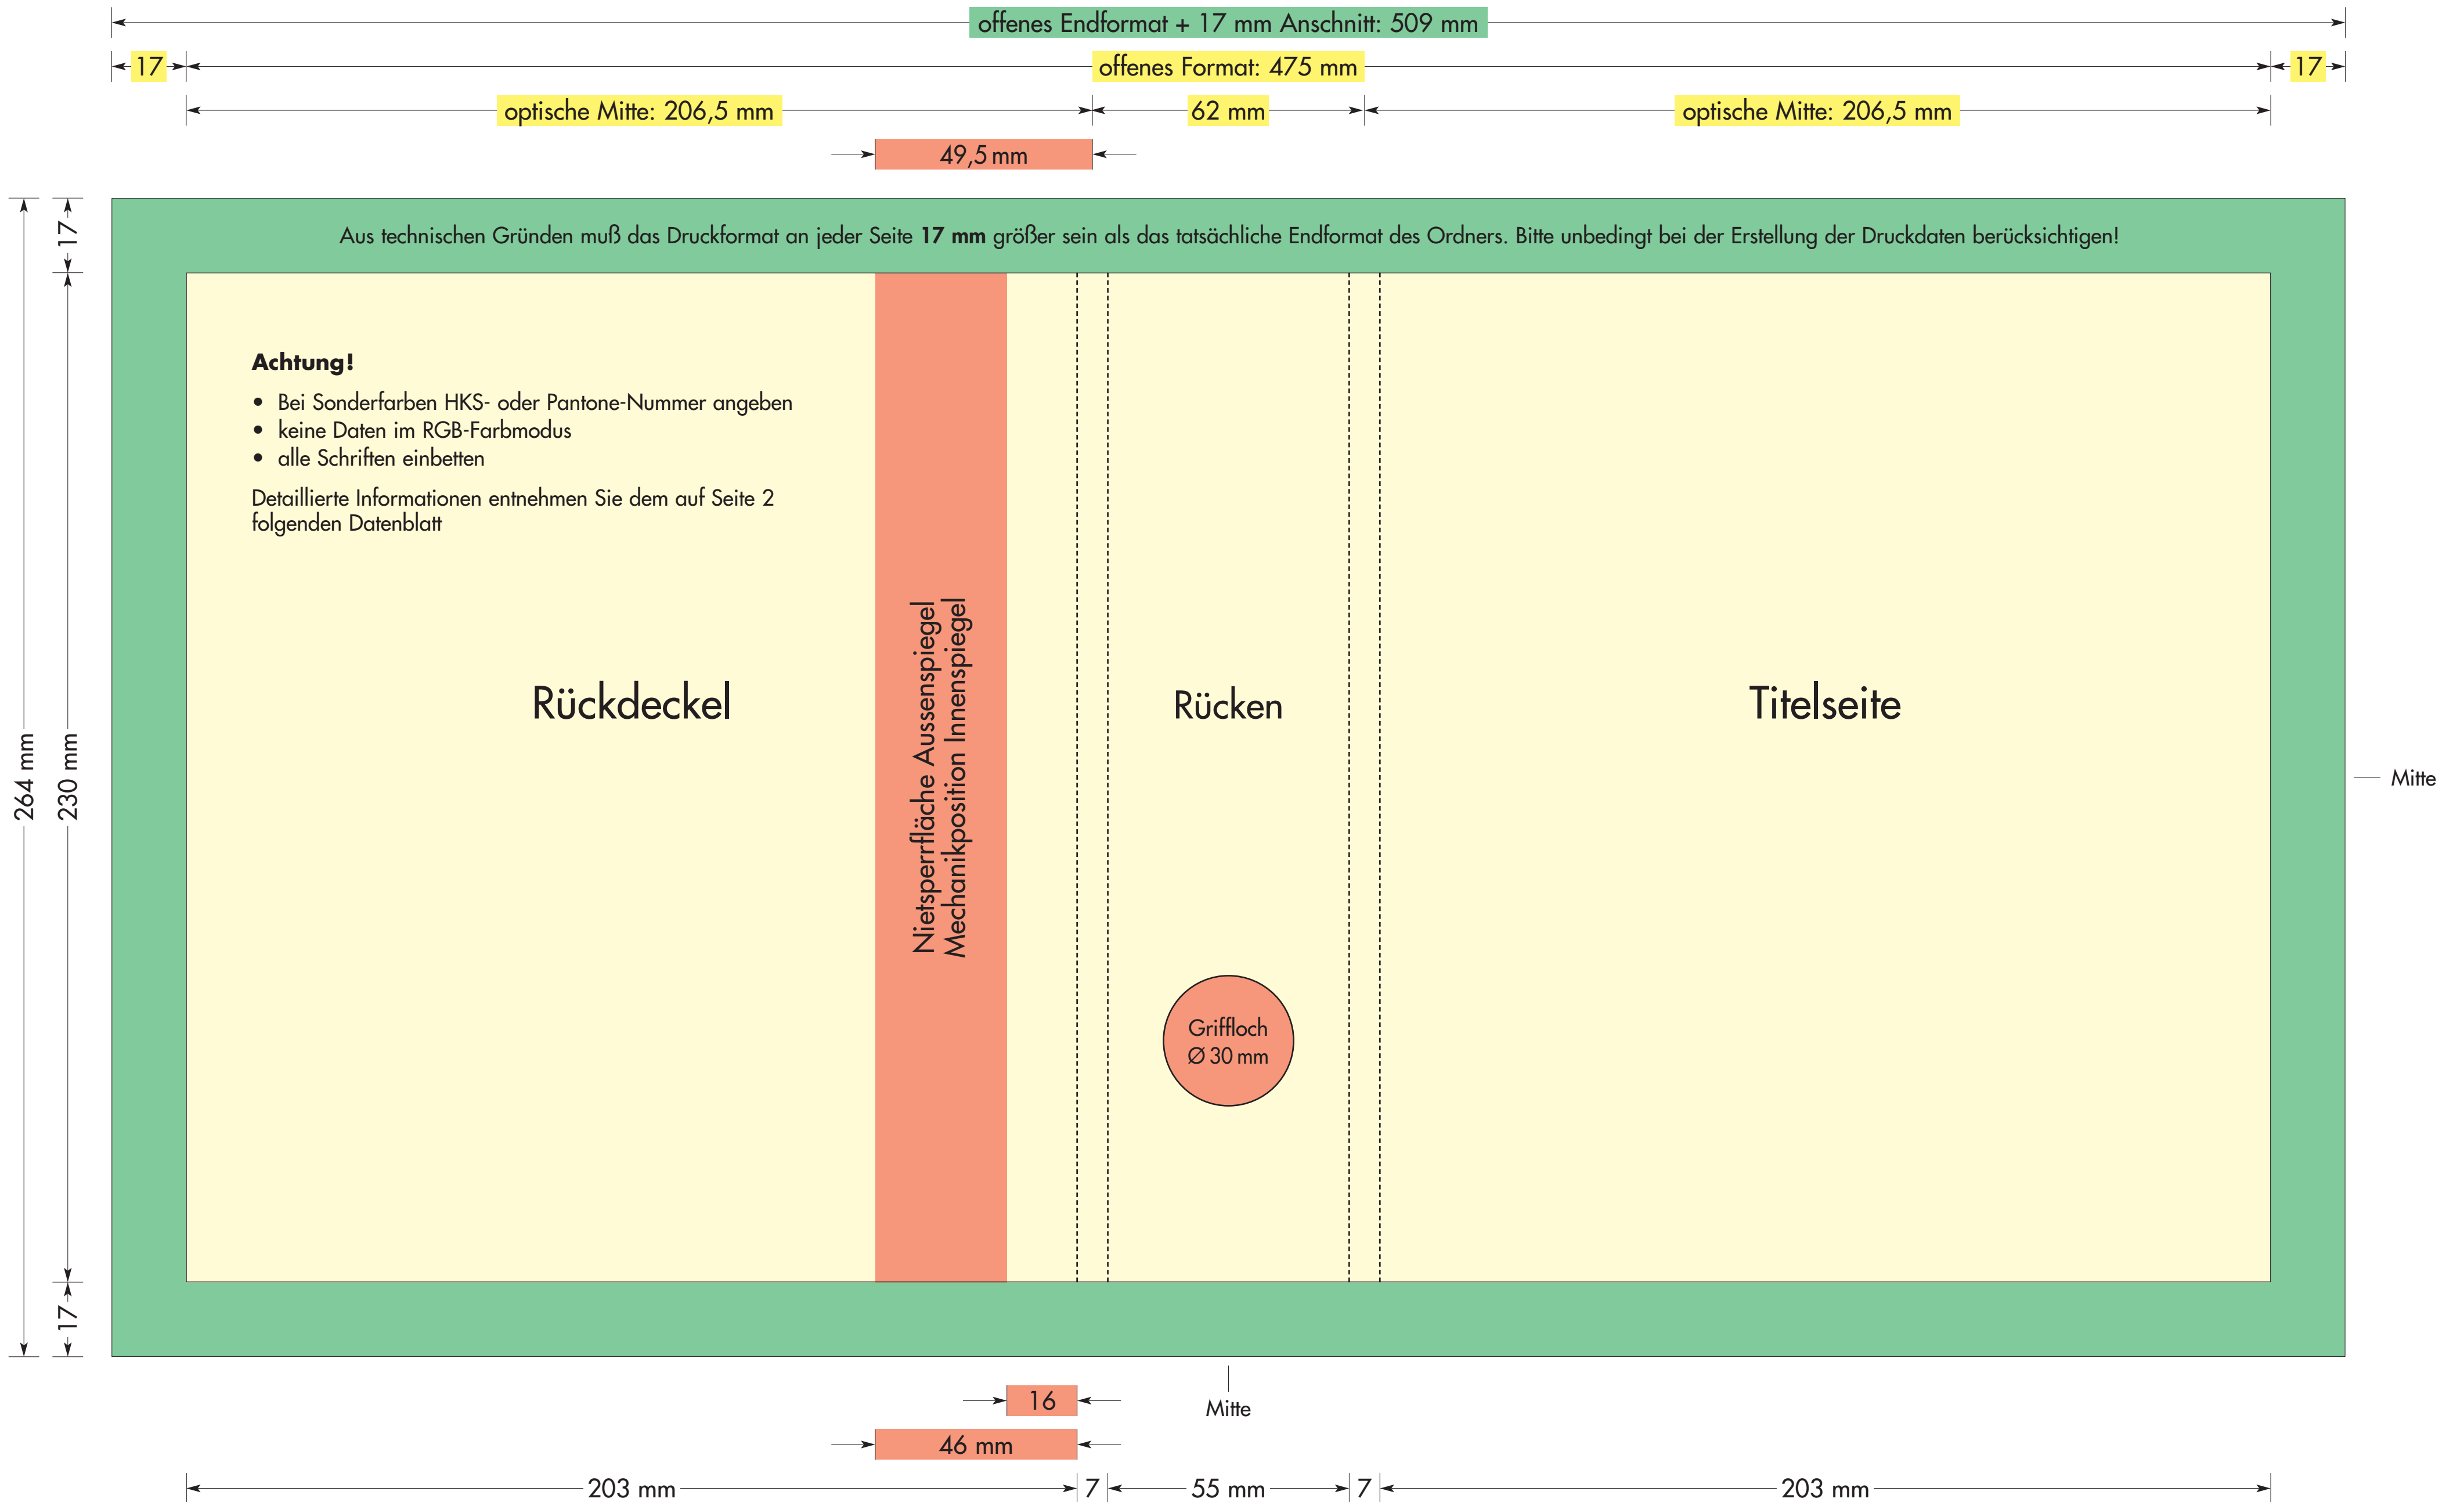 offenes Endformat + 17 mm Anschnitt: 509 mm
17
offenes Format: 475 mm
17
optische Mitte: 206,5 mm
62 mm
optische Mitte: 206,5 mm
49,5 mm
Aus technischen Gründen muß das Druckformat an jeder Seite 17 mm größer sein als das tatsächliche Endformat des Ordners. Bitte unbedingt bei der Erstellung der Druckdaten berücksichtigen!
17
264 mm
230 mm
17
Achtung!
• Bei Sonderfarben HKS- oder Pantone-Nummer angeben
• keine Daten im RGB-Farbmodus
• alle Schriften einbetten
Detaillierte Informationen entnehmen Sie dem auf Seite 2
folgenden Datenblatt
Rückdeckel
Nietsperrfläche Aussenspiegel
Mechanikposition Innenspiegel
Rücken
Titelseite
Mitte
Griffloch
Ø 30 mm
16
Mitte
46 mm
203 mm
7
55 mm
7
203 mm